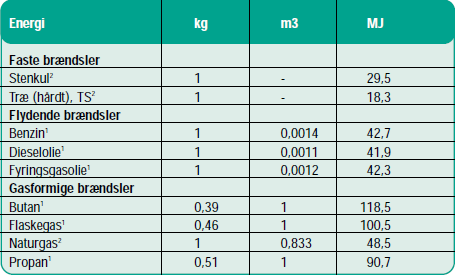 Energi kg m3 MJ
Faste brændsler
Stenkul² 1 - 29,5
Træ (hårdt), TS² 1 - 18,3
Flydende brændsler
Benzin¹ 1 0,0014 42,7
Dieselolie¹ 1 0,0011 41,9
Fyringsgasolie¹ 1 0,0012 42,3
Gasformige brændsler
Butan¹ 0,39 1 118,5
Flaskegas¹ 0,46 1 100,5
Naturgas² 1 0,833 48,5
Propan¹ 0,51 1 90,7